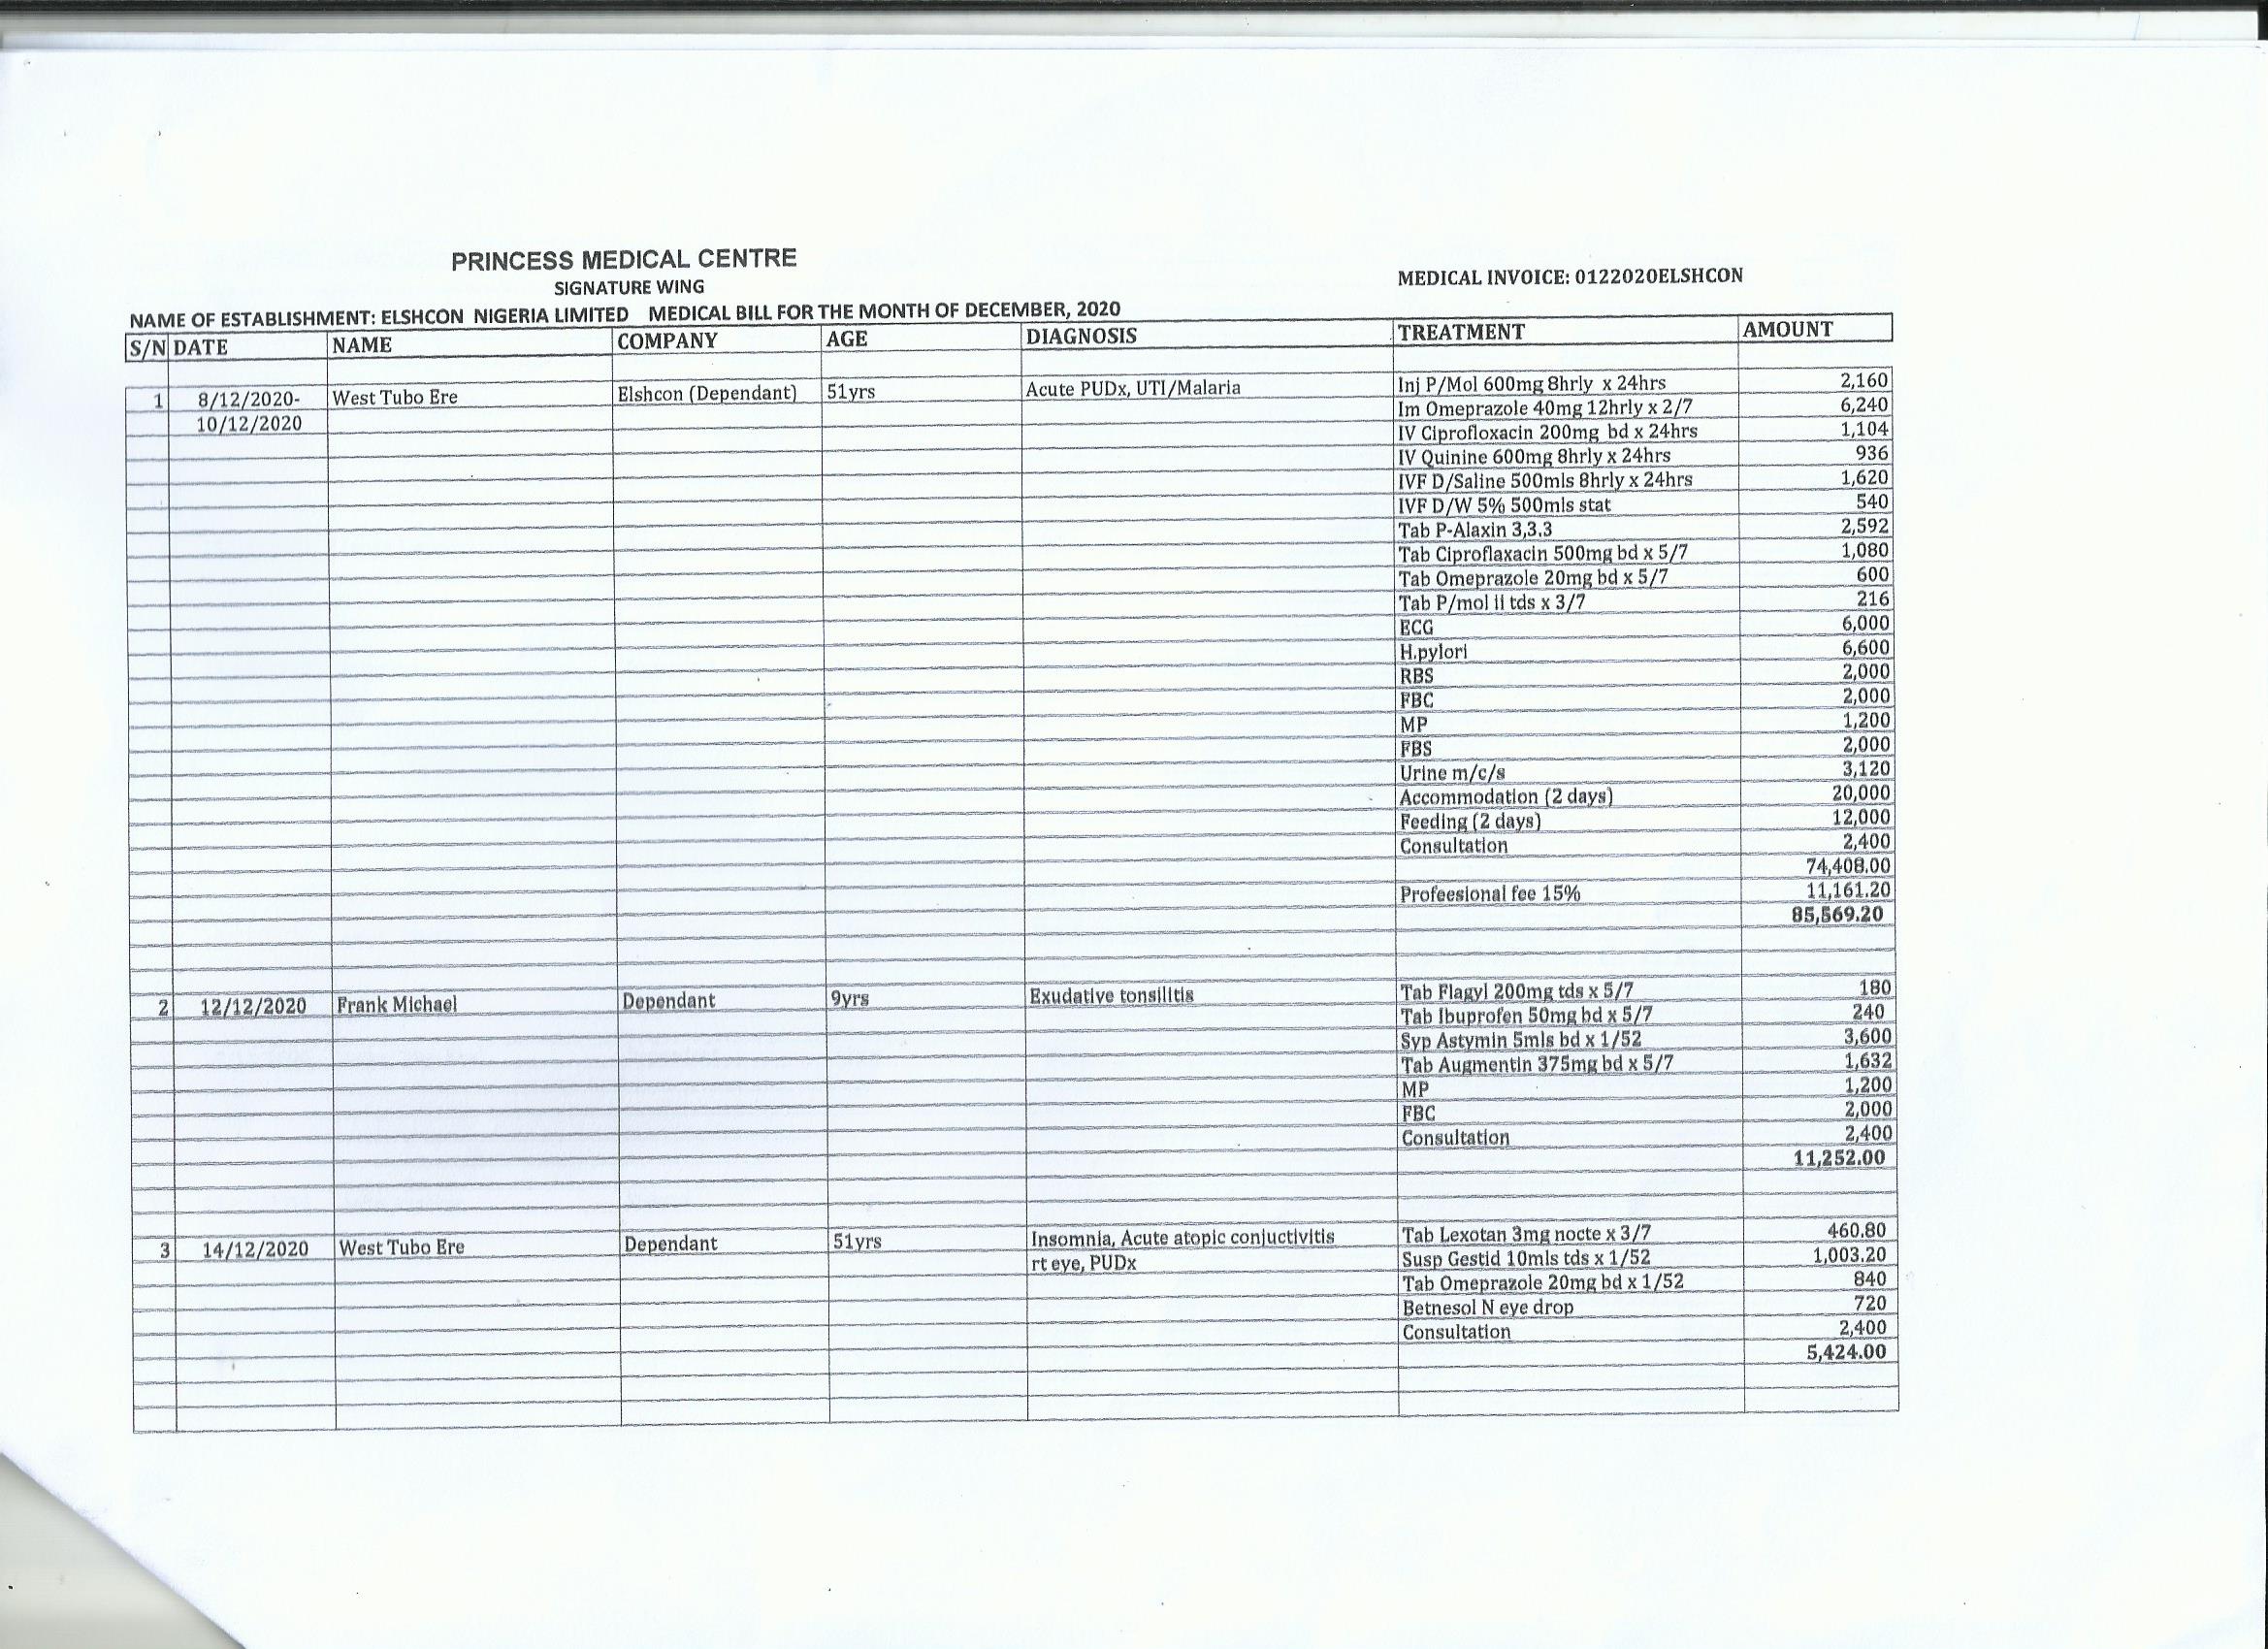 PRINCESS MEDICAL CENTRE
SIGNATURE WING
MEDICAL INVOICE: 0122020ELSHCON
NAME OF ESTABLISHMENT: ELSHCON NIGERIA LIMITED MEDICAL BILL FOR THE MONTH OF DECEMBER, 2020
S/N DATE NAME COMPANY AGE DIAGNOSIS TREATMENT AMOUNT
1 8/12/2020- West Tubo Ere Elshcon (Dependant) 51yrs Acute PUDx, UTI/Malaria Inj P/Mol 600mg 8hrly x 24hrs 2,160
10/12/2020 Im Omeprazole 40mg 12hrly x 2/7 6,240
IV Ciprofloxacin 200mg bd x 24hrs 1,104
IV Quinine 600mg 8hrly x 24hrs 936
IVF D/Saline 500mls 8hrly x 24hrs 1,620
IVF D/W 5% 500mls stat 540
Tab P-Alaxin 3,3.3 2,592
Tab Ciproflaxacin 500mg bd x 5/7 1,080
Tab Omeprazole 20mg bd x 5/7 600
Tab P/mol ii tds x 3/7 216
ECG 6,000
H.pylori 6,600
RBS 2,000
FBC 2,000
MP 1,200
FBS 2,000
Urine m/c/s 3,120
Accommodation (2 days) 20,000
Feeding (2 days) 12,000
Consultation 2,400
74,408.00
Profeesional fee 15% 11,161.20
85,569.20
2 12/12/2020 Frank Michael Dependant 9yrs Exudative tonsilitis Tab Flagyl 200mg tds x 5/7 180
Tab Ibuprofen 50mg bd x 5/7 240
Syp Astymin 5mls bd x 1/52 3,600
Tab Augmentin 375mg bd x 5/7 1,632
MP 1,200
FBC 2,000
Consultation 2,400
11,252.00
3 14/12/2020 West Tubo Ere Dependant 51yrs Insomnia, Acute atopic conjuctivitis Tab Lexotan 3mg nocte x 3/7 460.80
rt eye, PUDx Susp Gestid 10mls tds x 1/52 1,003.20
Tab Omeprazole 20mg bd x 1/52 840
Betnesol N eye drop 720
Consultation 2,400
5,424.00